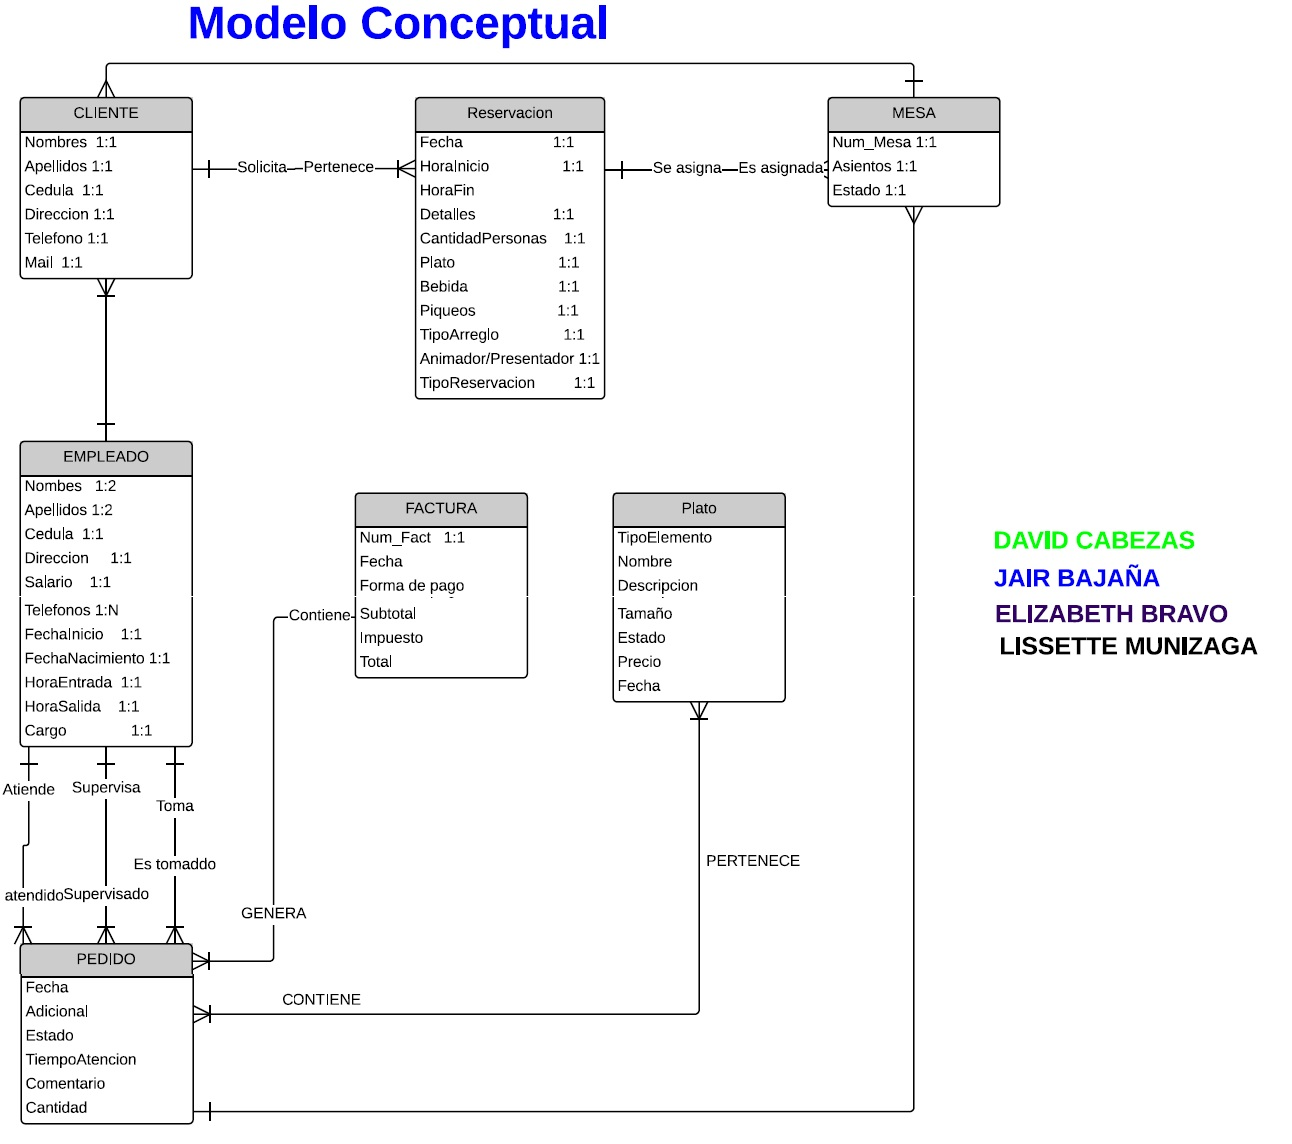 Modelo Conceptual
CLIENTE
Nombres 1:1
Apellidos 1:1
Cedula 1:1
Direccion 1:1
Telefono 1:1
Mail 1:1
Solicita
Pertenece
Reservacion
Fecha 1:1
HoraInicio 1:1
HoraFin
Detalles 1:1
CantidadPersonas 1:1
Plato 1:1
Bebida 1:1
Piqueos 1:1
TipoArreglo 1:1
Animador/Presentador 1:1
TipoReservacion 1:1
Se asigna
Es asignada
MESA
Num_Mesa 1:1
Asientos 1:1
Estado 1:1
EMPLEADO
Nombes 1:2
Apellidos 1:2
Cedula 1:1
Direccion 1:1
Salario 1:1
Telefonos 1:N
FechaInicio 1:1
FechaNacimiento 1:1
HoraEntrada 1:1
HoraSalida 1:1
Cargo 1:1
FACTURA
Num_Fact 1:1
Fecha
Forma de pago
Subtotal
Impuesto
Total
Contiene
Plato
TipoElemento
Nombre
Descripcion
Tamaño
Estado
Precio
Fecha
DAVID CABEZAS
JAIR BAJAÑA
ELIZABETH BRAVO
LISSETTE MUNIZAGA
Atiende
Supervisa
Toma
Es tomaddo
atendido
Supervisado
GENERA
PERTENECE
CONTIENE
PEDIDO
Fecha
Adicional
Estado
TiempoAtencion
Comentario
Cantidad